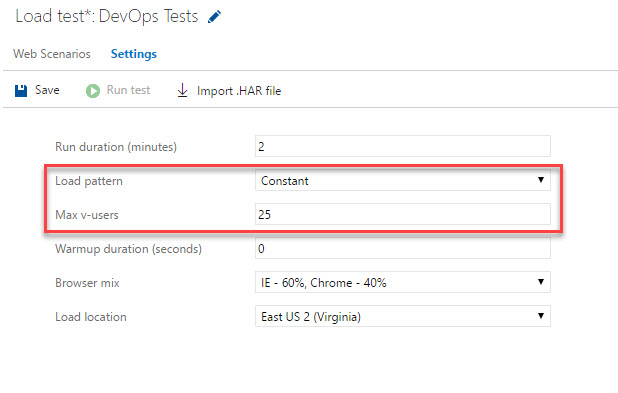 Load test*: DevOps Tests
Web Scenarios Settings
Save Run test Import .HAR file
Run duration (minutes) 2
Load pattern Constant
Max v-users 25
Warmup duration (seconds) 0
Browser mix IE - 60%, Chrome - 40%
Load location East US 2 (Virginia)